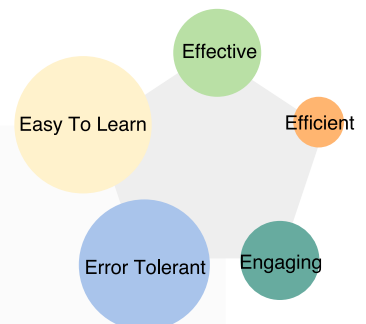 Effective
Easy To Learn
Efficient
Error Tolerant
Engaging